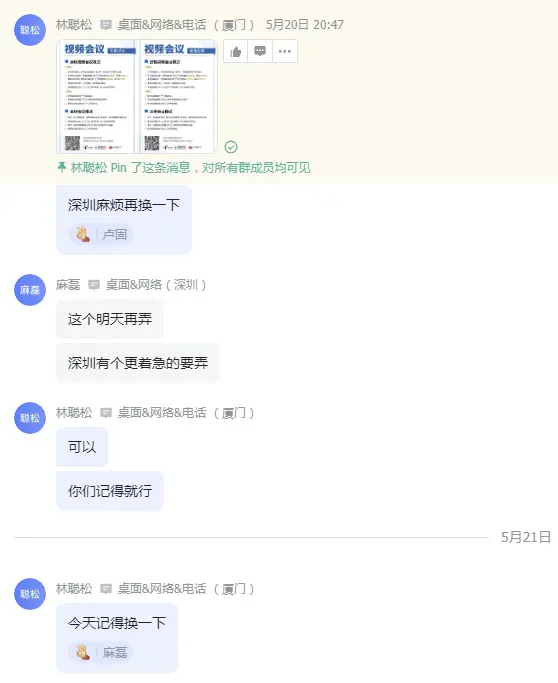 聪松
林聪松 桌面&网络&电话 （厦门） 5月20日 20:47
视频会议 视频会议
林聪松 Pin 了这条消息，对所有群成员均可见
深圳麻烦再换一下
卢固
麻磊
麻磊 桌面&网络（深圳）
这个明天再弄
深圳有个更着急的要弄
聪松
林聪松 桌面&网络&电话 （厦门）
可以
你们记得就行
5月21日
聪松
林聪松 桌面&网络&电话 （厦门）
今天记得换一下
麻磊